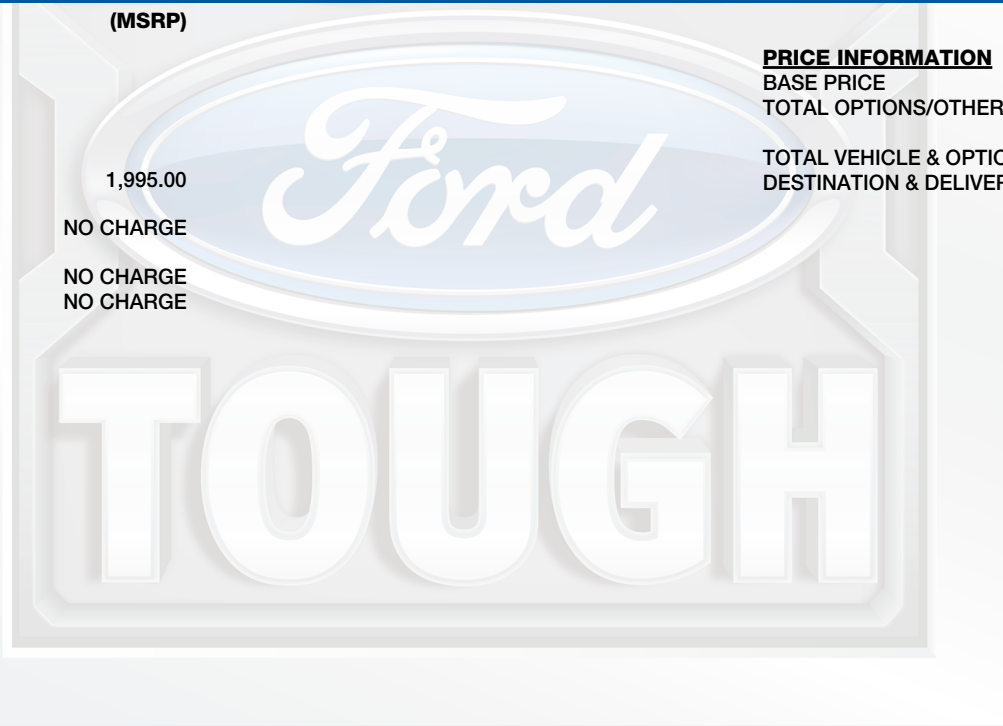 (MSRP)
PRICE INFORMATION
BASE PRICE
TOTAL OPTIONS/OTHER
TOTAL VEHICLE & OPTIO
1,995.00
DESTINATION & DELIVER
NO CHARGE
NO CHARGE
NO CHARGE
Ford
TOUGH